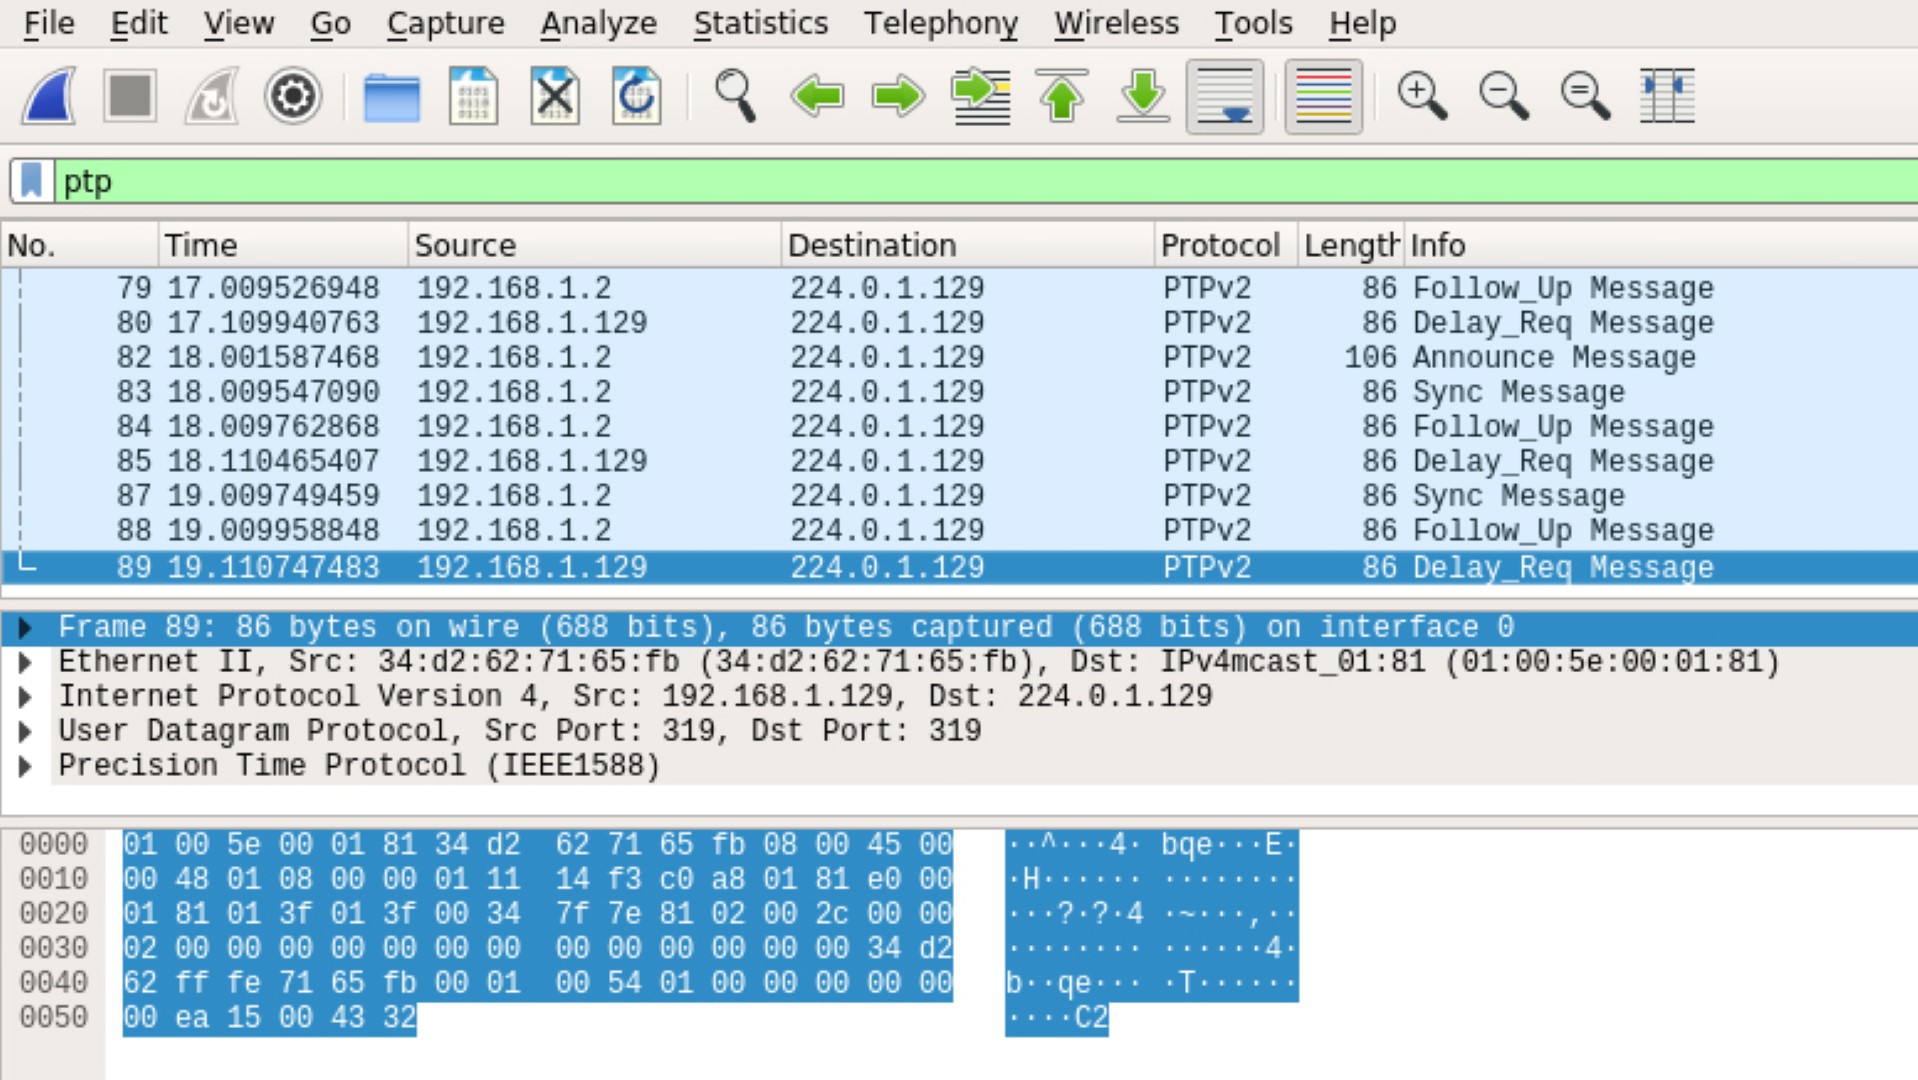 File Edit View Go Capture Analyze Statistics Telephony Wireless Tools Help
ptp
No. Time Source Destination Protocol Length Info
79 17.009526948 192.168.1.2 224.0.1.129 PTPv2 86 Follow_Up Message
80 17.109940763 192.168.1.129 224.0.1.129 PTPv2 86 Delay_Req Message
82 18.001587468 192.168.1.2 224.0.1.129 PTPv2 106 Announce Message
83 18.009547090 192.168.1.2 224.0.1.129 PTPv2 86 Sync Message
84 18.009762868 192.168.1.2 224.0.1.129 PTPv2 86 Follow_Up Message
85 18.110465407 192.168.1.129 224.0.1.129 PTPv2 86 Delay_Req Message
87 19.009749459 192.168.1.2 224.0.1.129 PTPv2 86 Sync Message
88 19.009958848 192.168.1.2 224.0.1.129 PTPv2 86 Follow_Up Message
89 19.110747483 192.168.1.129 224.0.1.129 PTPv2 86 Delay_Req Message
Frame 89: 86 bytes on wire (688 bits), 86 bytes captured (688 bits) on interface 0
Ethernet II, Src: 34:d2:62:71:65:fb (34:d2:62:71:65:fb), Dst: IPv4mcast_01:81 (01:00:5e:00:01:81)
Internet Protocol Version 4, Src: 192.168.1.129, Dst: 224.0.1.129
User Datagram Protocol, Src Port: 319, Dst Port: 319
Precision Time Protocol (IEEE1588)
0000 01 00 5e 00 01 81 34 d2 62 71 65 fb 08 00 45 00 ··^···4· bqe···E·
0010 00 48 01 08 00 00 01 11 14 f3 c0 a8 01 81 e0 00 ·H······ ········
0020 01 81 01 3f 01 3f 00 34 7f 7e 81 02 00 2c 00 00 ···?·?·4 ·~···,··
0030 02 00 00 00 00 00 00 00 00 00 00 00 00 00 34 d2 ········ ······4·
0040 62 ff fe 71 65 fb 00 01 00 54 01 00 00 00 00 00 b··qe··· ·T······
0050 00 ea 15 00 43 32 ····C2